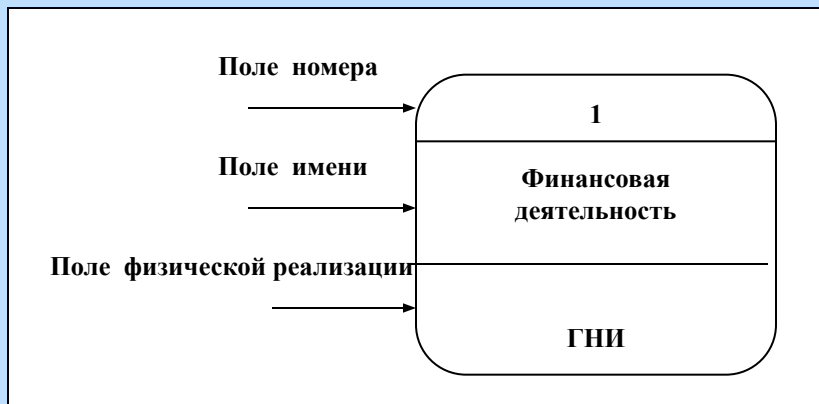 Поле номера
1
Поле имени
Финансовая
деятельность
Поле физической реализации
ГНИ